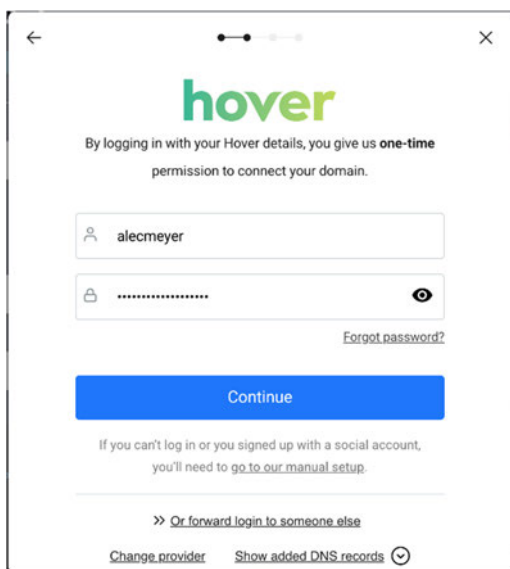 hover
By logging in with your Hover details, you give us one-time
permission to connect your domain.
alecmeyer
•••••••••••••••••••
Forgot password?
Continue
If you can't log in or you signed up with a social account,
you'll need to go to our manual setup.
Or forward login to someone else
Change provider Show added DNS records